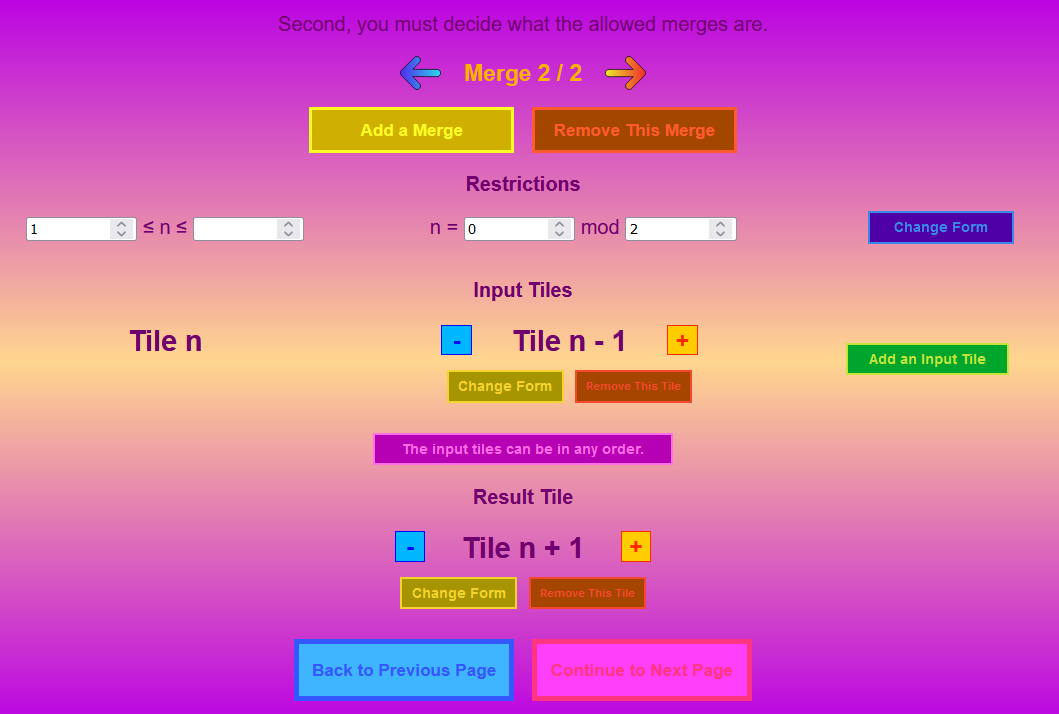 Second, you must decide what the allowed merges are.
Merge 2 / 2
Add a Merge Remove This Merge
Restrictions
1 ≤ n ≤ n = 0 mod 2 Change Form
Input Tiles
Tile n - Tile n - 1 + Add an Input Tile
Change Form Remove This Tile
The input tiles can be in any order.
Result Tile
- Tile n + 1 +
Change Form Remove This Tile
Back to Previous Page Continue to Next Page